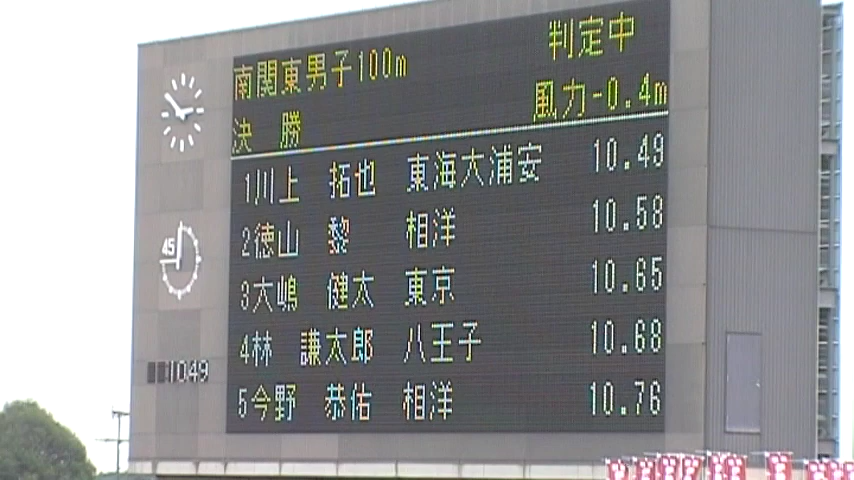 南関東男子100m 判定中
決 勝 風力-0.4m
1川上 拓也 東海大浦安 10.49
2徳山 黎 相洋 10.58
3大嶋 健太 東京 10.65
4林 謙太郎 八王子 10.68
5今野 恭佑 相洋 10.76
45
1049